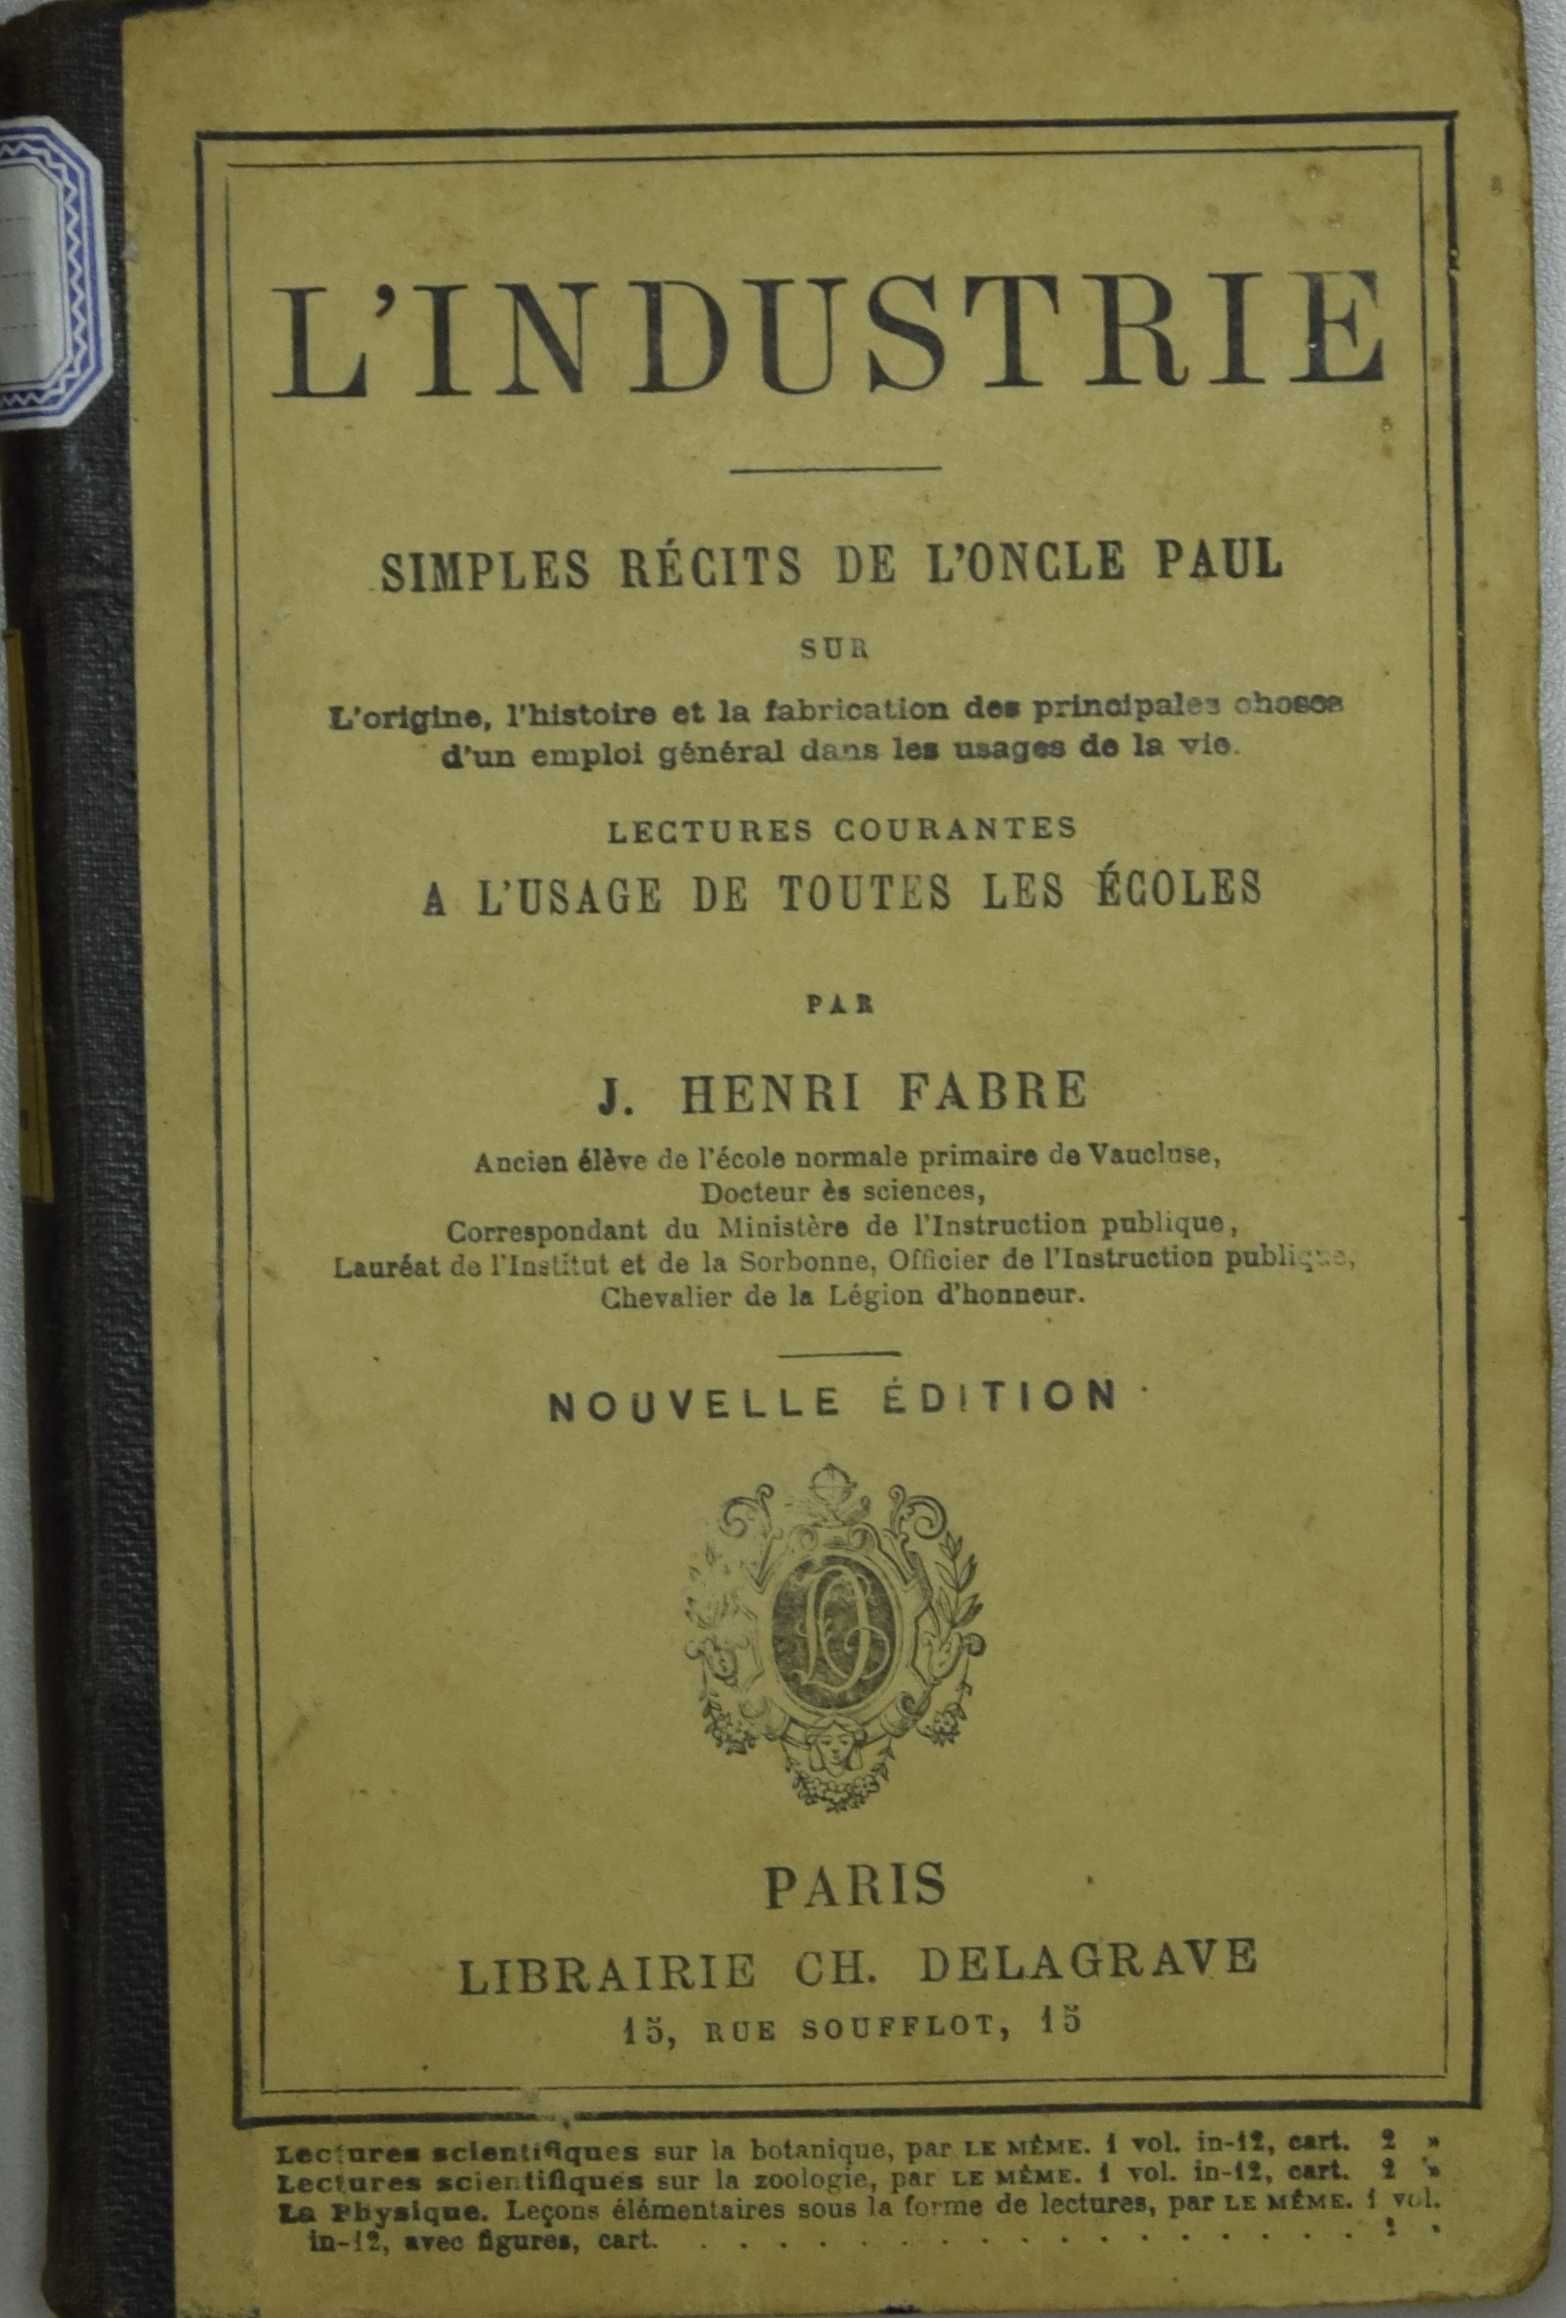 L'INDUSTRIE
SIMPLES RÉCITS DE L'ONCLE PAUL
SUR
L'origine, l'histoire et la fabrication des principales choses
d'un emploi général dans les usages de la vie.
LECTURES COURANTES
A L'USAGE DE TOUTES LES ÉCOLES
PAR
J. HENRI FABRE
Ancien élève de l'école normale primaire de Vaucluse,
Docteur ès sciences,
Correspondant du Ministère de l'Instruction publique,
Lauréat de l'Institut et de la Sorbonne, Officier de l'Instruction publique,
Chevalier de la Légion d'honneur.
NOUVELLE ÉDITION
PARIS
LIBRAIRIE CH. DELAGRAVE
15, RUE SOUFFLOT, 15
Lectures scientifiques sur la botanique, par LE MÊME. 1 vol. in-12, cart. 2 »
Lectures scientifiques sur la zoologie, par LE MÊME. 1 vol. in-12, cart. 2 »
La Physique. Leçons élémentaires sous la forme de lectures, par LE MÊME. 1 vol.
in-12, avec figures, cart. . . . . . . . . . . . . . . . . . .